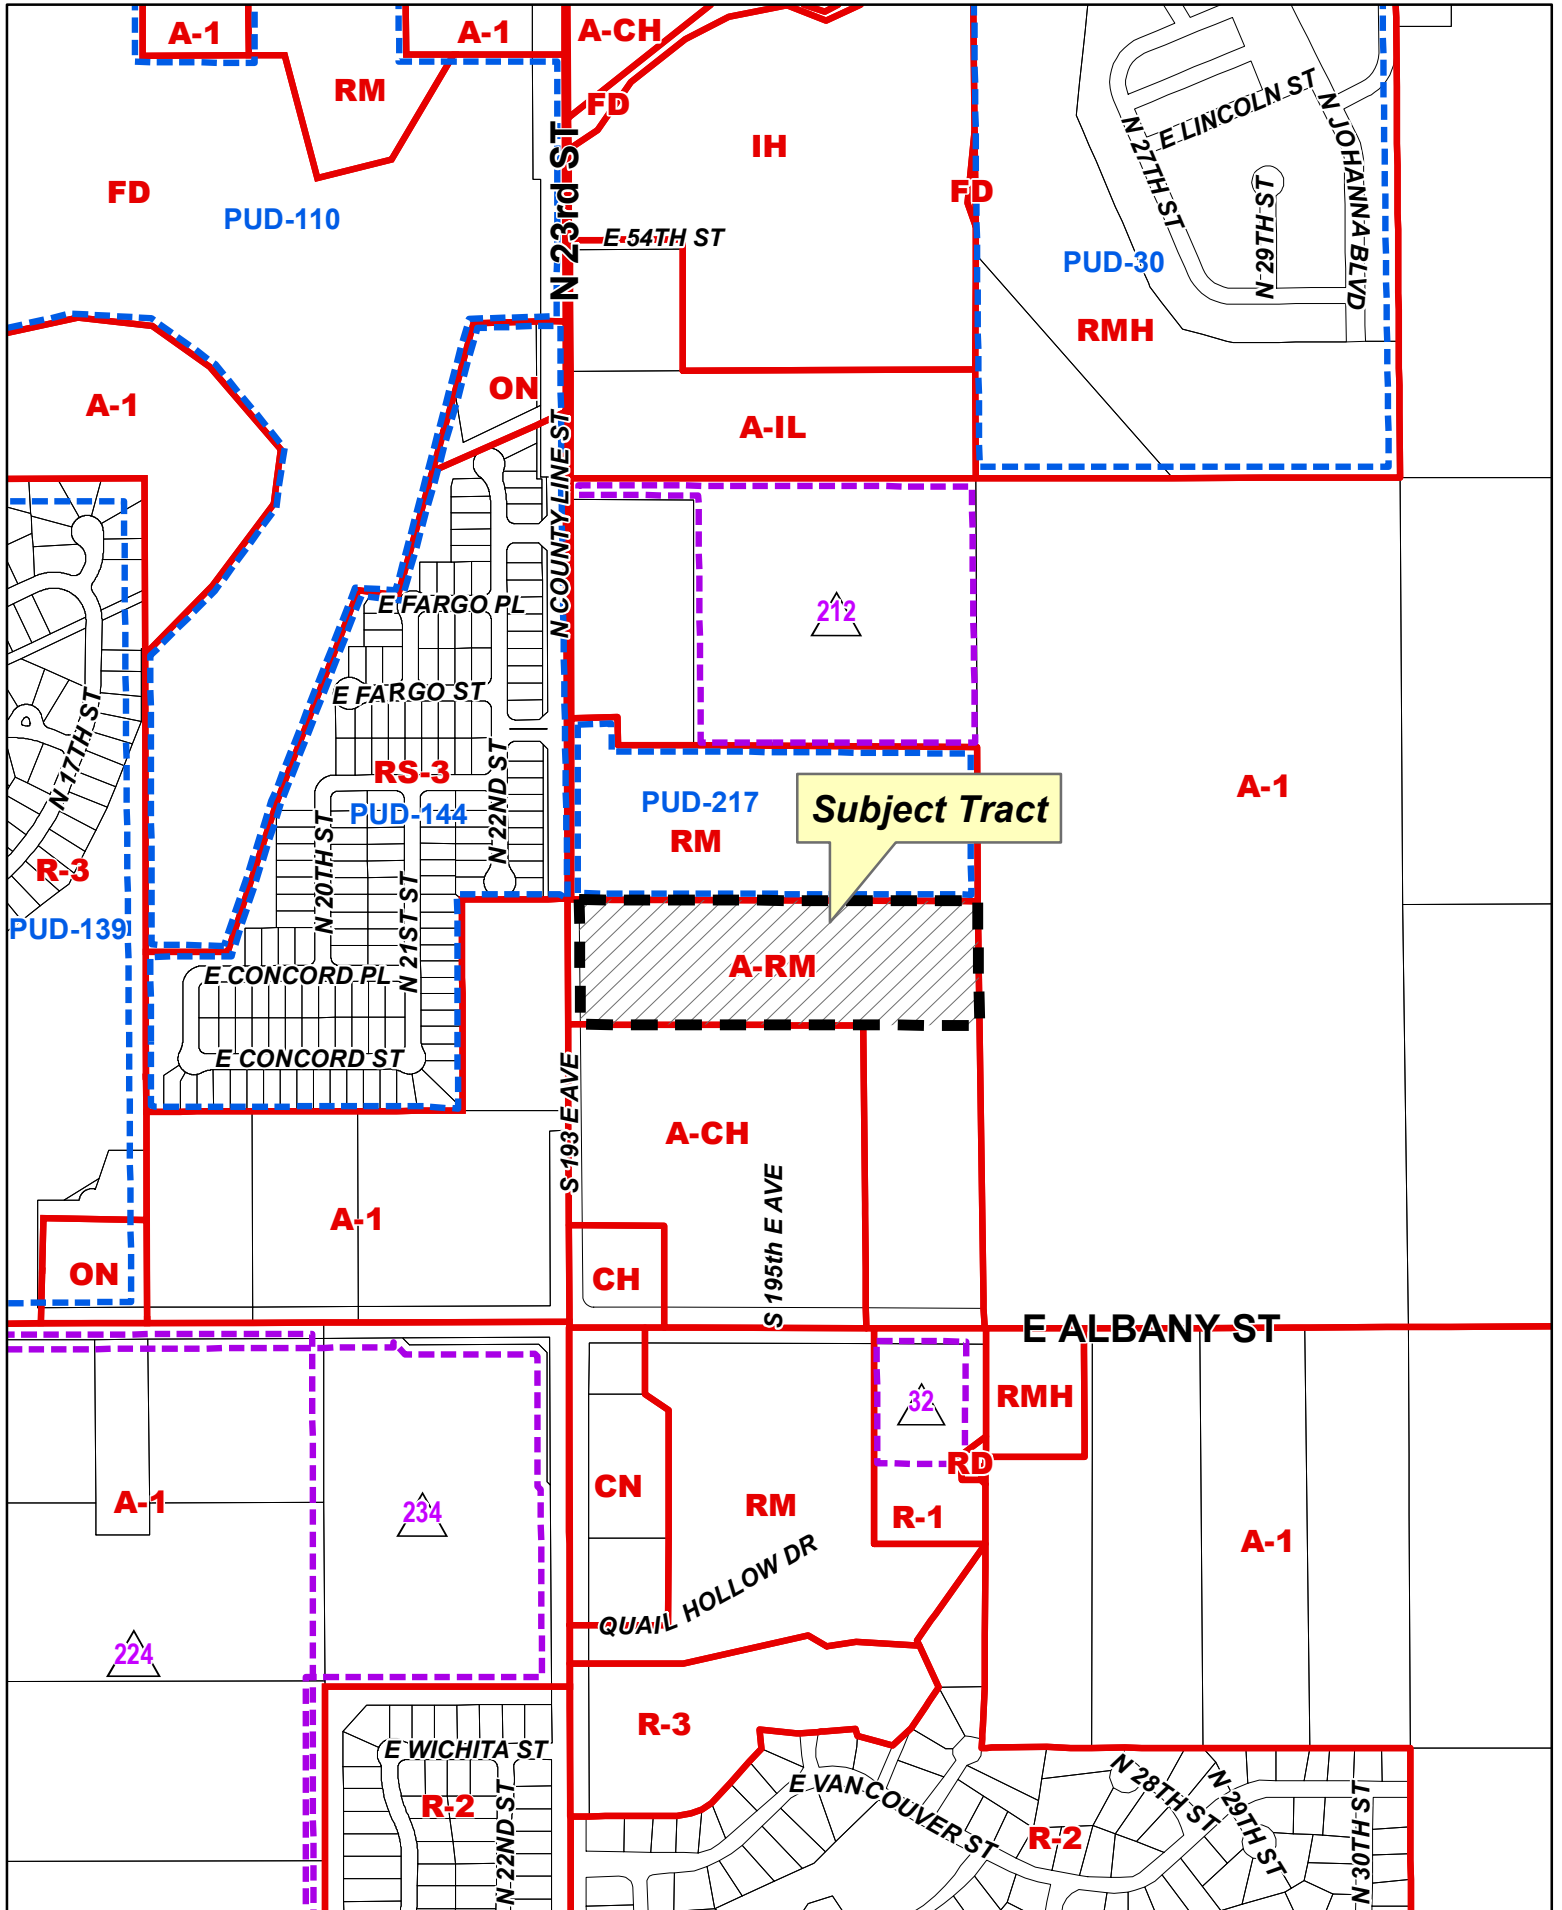 A-1
A-1
A-CH
RM
FD
IH
E LINCOLN ST
N JOHANNA BLVD
N 27TH ST
N 29TH ST
FD
PUD-110
N 23rd ST
FD
E 54TH ST
PUD-30
RMH
A-1
ON
A-IL
N COUNTY LINE ST
E FARGO PL
212
E FARGO ST
N 17TH ST
RS-3
PUD-144
N 22ND ST
N 20TH ST
N 21ST ST
PUD-217
RM
Subject Tract
A-1
R-3
PUD-139
E CONCORD PL
A-RM
E CONCORD ST
S 193 E AVE
A-CH
S 195th E AVE
A-1
ON
CH
E ALBANY ST
32
RMH
RD
R-1
A-1
234
CN
RM
A-1
QUAIL HOLLOW DR
224
R-3
E WICHITA ST
N 22ND ST
R-2
E VANCOUVER ST
N 28TH ST
N 29TH ST
N 30TH ST
R-2